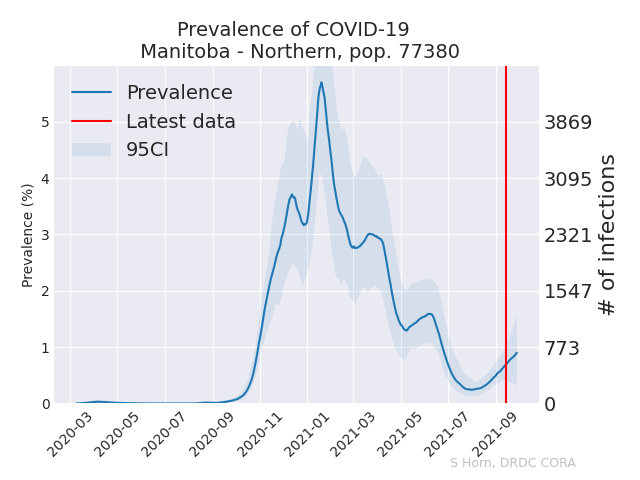 Prevalence of COVID-19
Manitoba - Northern, pop. 77380
Prevalence
Latest data
95CI
Prevalence (%)
5
4
3
2
1
0
3869
3095
2321
1547
773
0
# of infections
2020-03
2020-05
2020-07
2020-09
2020-11
2021-01
2021-03
2021-05
2021-07
2021-09
S Horn, DRDC CORA